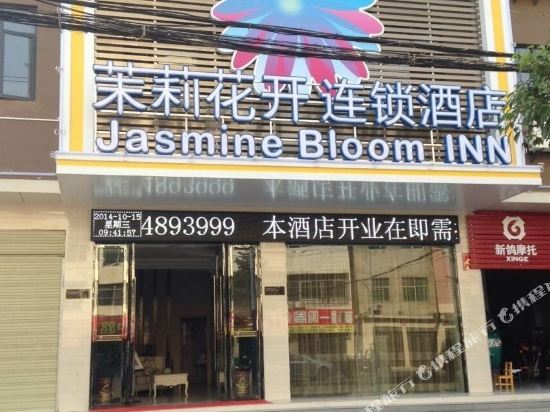 茉莉花开连锁酒店
Jasmine Bloom INN
2014-10-15
星期三
09:41:57
4893999 本酒店开业在即需
新鸽摩托
XINGE
携程旅行